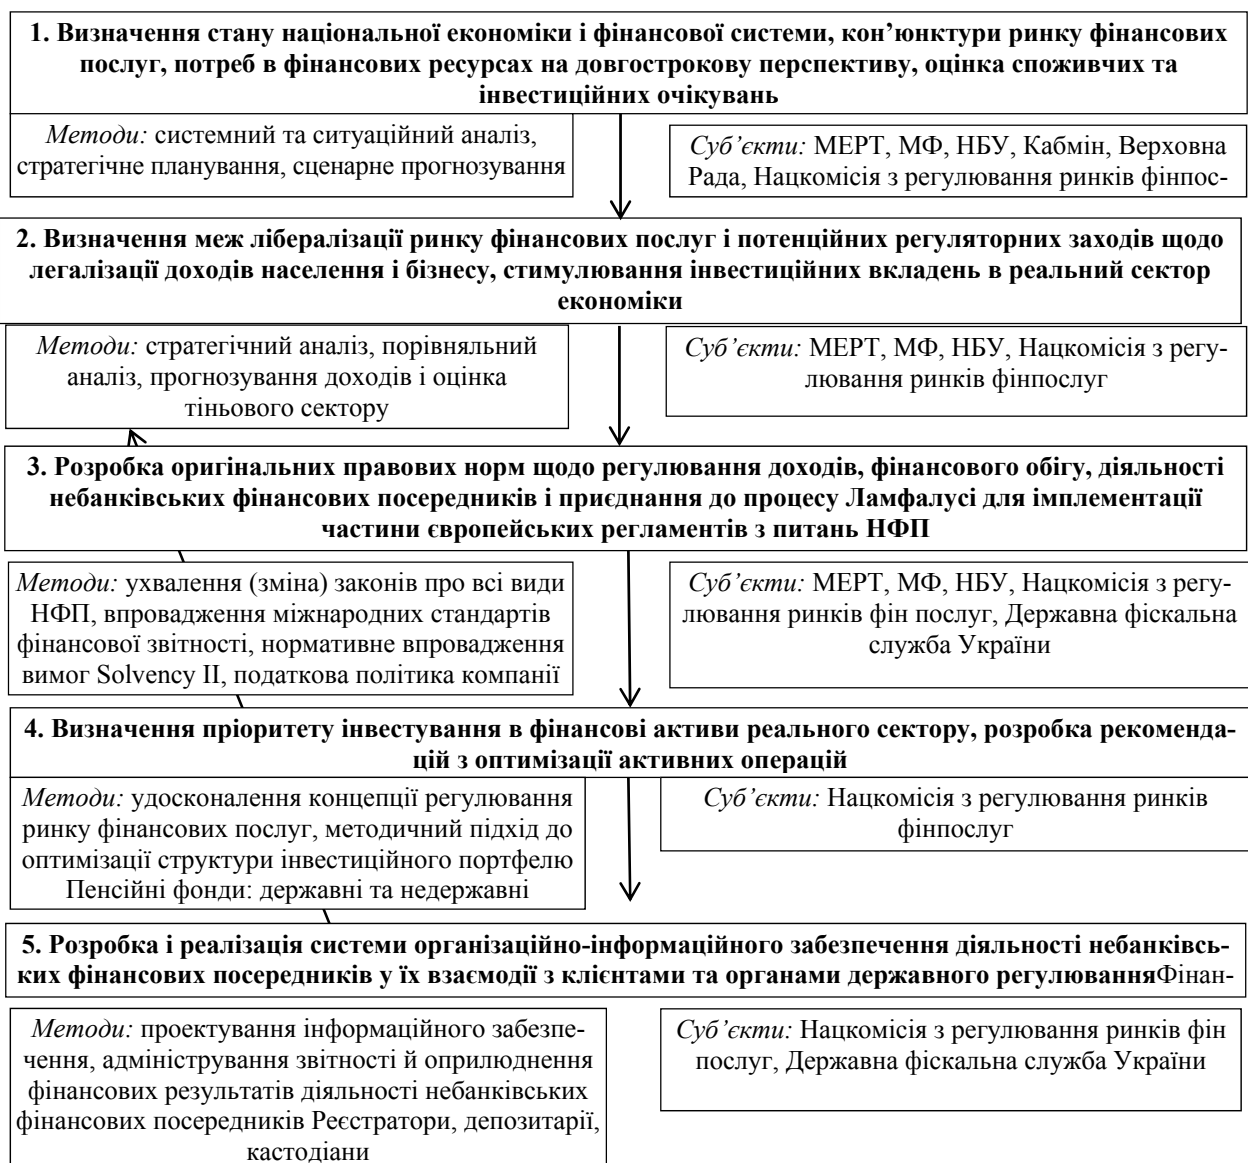 1. Визначення стану національної економіки і фінансової системи, кон’юнктури ринку фінансових
послуг, потреб в фінансових ресурсах на довгострокову перспективу, оцінка споживчих та
інвестиційних очікувань
Методи: системний та ситуаційний аналіз,
стратегічне планування, сценарне прогнозування
Суб’єкти: МЕРТ, МФ, НБУ, Кабмін, Верховна
Рада, Нацкомісія з регулювання ринків фінпос-
2. Визначення меж лібералізації ринку фінансових послуг і потенційних регуляторних заходів щодо
легалізації доходів населення і бізнесу, стимулювання інвестиційних вкладень в реальний сектор
економіки
Методи: стратегічний аналіз, порівняльний
аналіз, прогнозування доходів і оцінка
тіньового сектору
Суб’єкти: МЕРТ, МФ, НБУ, Нацкомісія з регу-
лювання ринків фінпослуг
3. Розробка оригінальних правових норм щодо регулювання доходів, фінансового обігу, діяльності
небанківських фінансових посередників і приєднання до процесу Ламфалусі для імплементації
частини європейських регламентів з питань НФП
Методи: ухвалення (зміна) законів про всі види
НФП, впровадження міжнародних стандартів
фінансової звітності, нормативне впровадження
вимог Solvency II, податкова політика компанії
Суб’єкти: МЕРТ, МФ, НБУ, Нацкомісія з регу-
лювання ринків фін послуг, Державна фіскальна
служба України
4. Визначення пріоритету інвестування в фінансові активи реального сектору, розробка рекоменда-
цій з оптимізації активних операцій
Методи: удосконалення концепції регулювання
ринку фінансових послуг, методичний підхід до
оптимізації структури інвестиційного портфелю
Пенсійні фонди: державні та недержавні
Суб’єкти: Нацкомісія з регулювання ринків
фінпослуг
5. Розробка і реалізація системи організаційно-інформаційного забезпечення діяльності небанківсь-
ких фінансових посередників у їх взаємодії з клієнтами та органами державного регулюванняФінан-
Методи: проектування інформаційного забезпе-
чення, адміністрування звітності й оприлюднення
фінансових результатів діяльності небанківських
фінансових посередників Реєстратори, депозитарії,
кастодіани
Суб’єкти: Нацкомісія з регулювання ринків фін
послуг, Державна фіскальна служба України